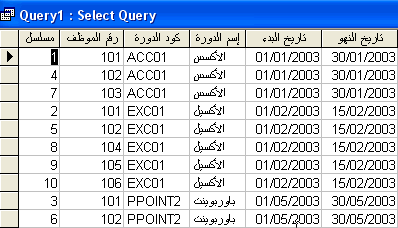 Query1 : Select Query
مسلسل رقم الموظف كود الدورة إسم الدورة تاريخ البدء تاريخ النهو
1 101 ACC01 الاكسس 01/01/2003 30/01/2003
4 102 ACC01 الاكسس 01/01/2003 30/01/2003
7 103 ACC01 الاكسس 01/01/2003 30/01/2003
2 101 EXC01 الاكسيل 01/02/2003 15/02/2003
5 102 EXC01 الاكسيل 01/02/2003 15/02/2003
8 104 EXC01 الاكسيل 01/02/2003 15/02/2003
9 105 EXC01 الاكسيل 01/02/2003 15/02/2003
10 106 EXC01 الاكسيل 01/02/2003 15/02/2003
3 101 PPOINT2 باوربوينت 01/05/2003 30/05/2003
6 102 PPOINT2 باوربوينت 01/05/2003 30/05/2003